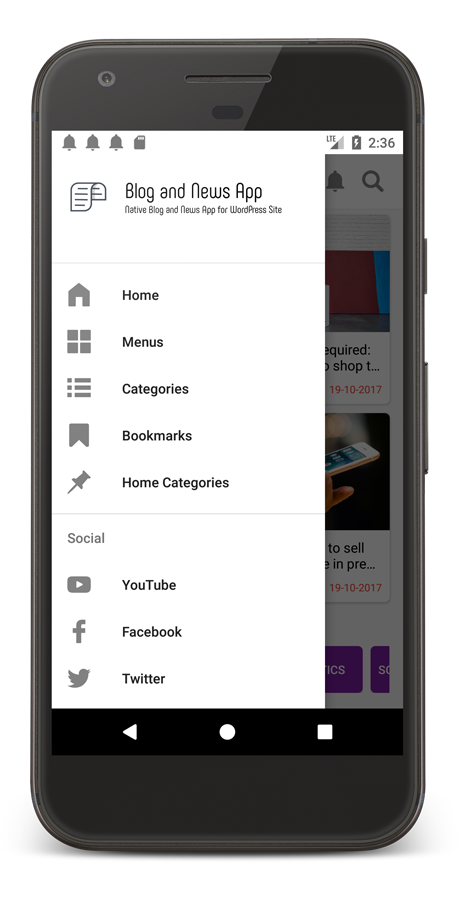 LTE 2:36
Blog and News App
Native Blog and News App for WordPress Site
Home
Menus
Categories
Bookmarks
Home Categories
Social
YouTube
Facebook
Twitter
equired:
o shop t...
19-10-2017
to sell
e in pre...
19-10-2017
TICS
SC